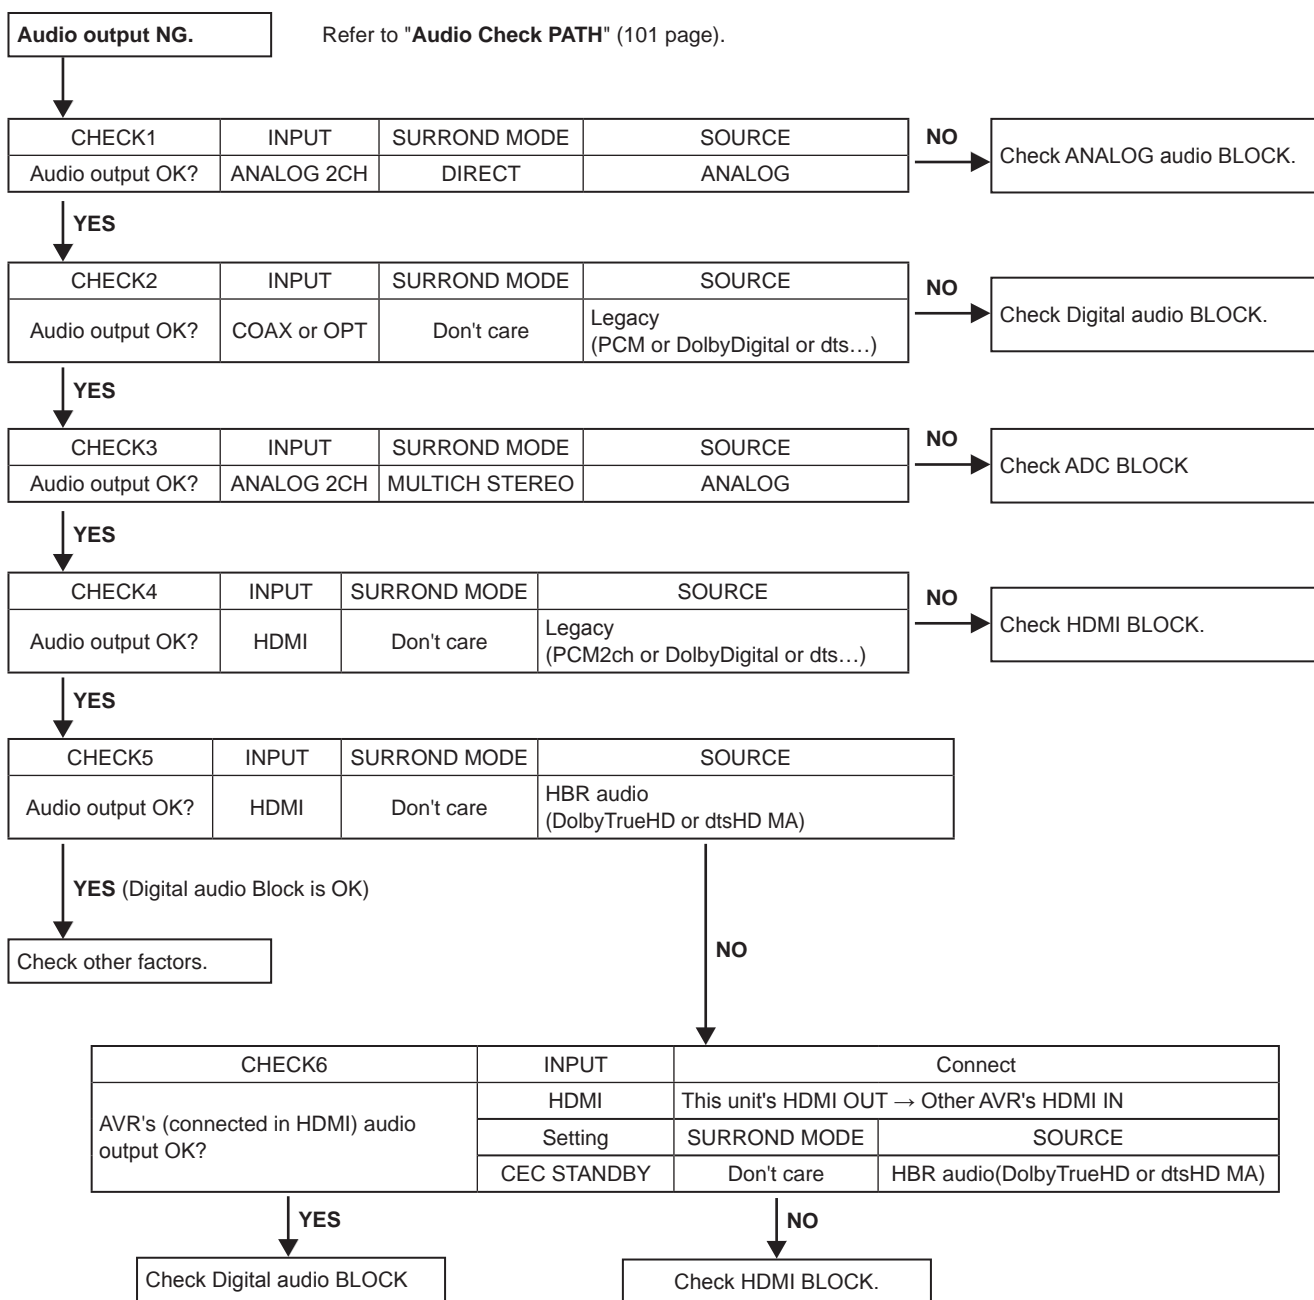 Audio output NG.
Refer to "Audio Check PATH" (101 page).
CHECK1 INPUT SURROND MODE SOURCE
Audio output OK? ANALOG 2CH DIRECT ANALOG
NO
Check ANALOG audio BLOCK.
YES
CHECK2 INPUT SURROND MODE SOURCE
Audio output OK? COAX or OPT Don't care Legacy
(PCM or DolbyDigital or dts…)
NO
Check Digital audio BLOCK.
YES
CHECK3 INPUT SURROND MODE SOURCE
Audio output OK? ANALOG 2CH MULTICH STEREO ANALOG
NO
Check ADC BLOCK
YES
CHECK4 INPUT SURROND MODE SOURCE
Audio output OK? HDMI Don't care Legacy
(PCM2ch or DolbyDigital or dts…)
NO
Check HDMI BLOCK.
YES
CHECK5 INPUT SURROND MODE SOURCE
Audio output OK? HDMI Don't care HBR audio
(DolbyTrueHD or dtsHD MA)
YES (Digital audio Block is OK)
Check other factors.
NO
CHECK6 INPUT Connect
AVR's (connected in HDMI) audio
output OK?
HDMI This unit's HDMI OUT → Other AVR's HDMI IN
Setting SURROND MODE SOURCE
CEC STANDBY Don't care HBR audio(DolbyTrueHD or dtsHD MA)
YES
Check Digital audio BLOCK
NO
Check HDMI BLOCK.